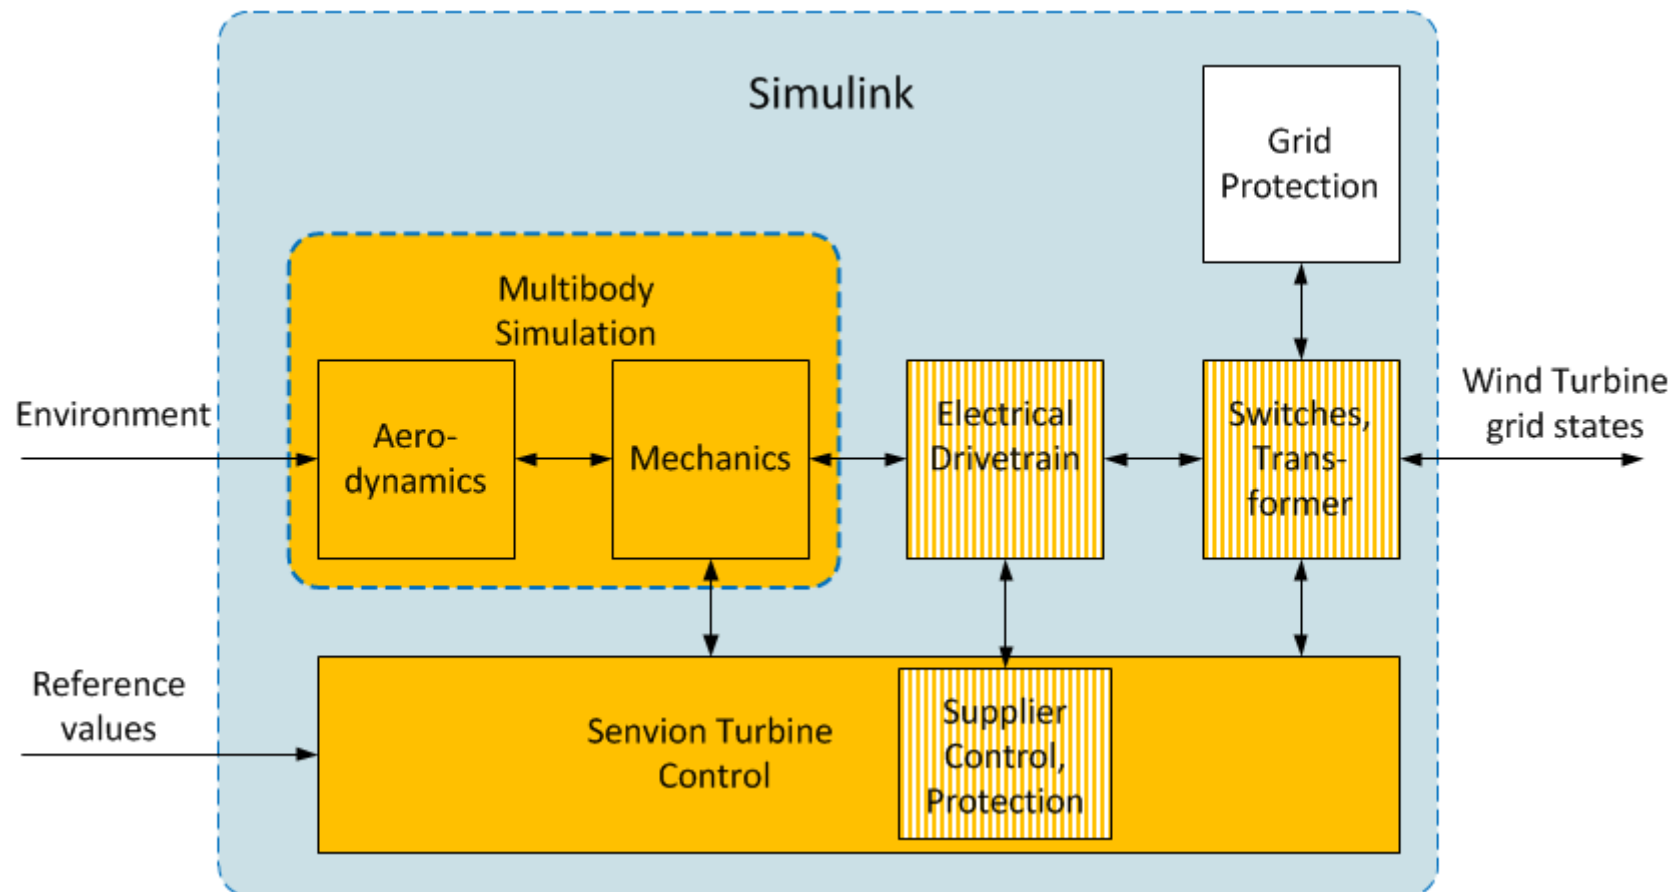 Simulink
Grid
Protection
Multibody
Simulation
Environment
Aero-
dynamics
Mechanics
Electrical
Drivetrain
Switches,
Trans-
former
Wind Turbine
grid states
Reference
values
Senvion Turbine
Control
Supplier
Control,
Protection